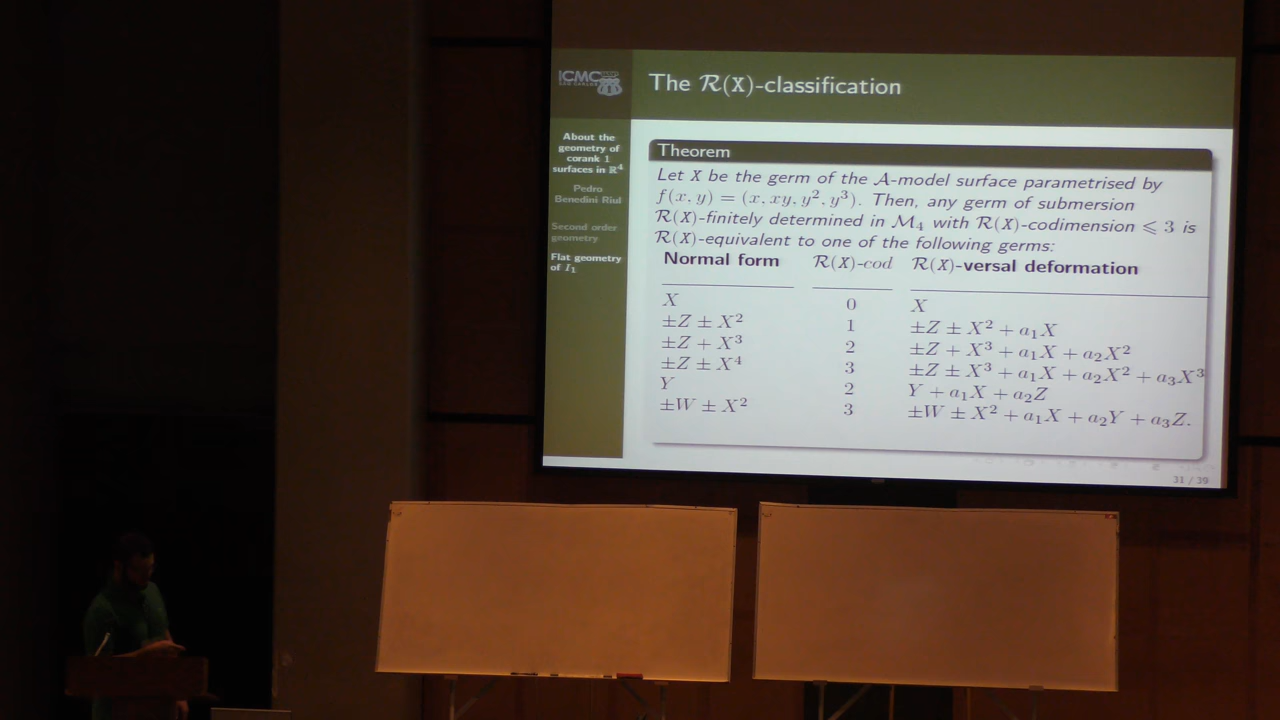 ICMC
SÃO CARLOS
The R(X)-classification
About the
geometry of
corank 1
surfaces in ℝ⁴
Pedro
Benedini Riul
Second order
geometry
Flat geometry
of I₁
Theorem
Let X be the germ of the A-model surface parametrised by
f(x, y) = (x, xy, y², y³). Then, any germ of submersion
R(X)-finitely determined in M₄ with R(X)-codimension ⩽ 3 is
R(X)-equivalent to one of the following germs:
Normal form R(X)-cod R(X)-versal deformation
X 0 X
±Z ± X² 1 ±Z ± X² + a₁X
±Z + X³ 2 ±Z + X³ + a₁X + a₂X²
±Z ± X⁴ 3 ±Z ± X³ + a₁X + a₂X² + a₃X³
Y 2 Y + a₁X + a₂Z
±W ± X² 3 ±W ± X² + a₁X + a₂Y + a₃Z.
31 / 39